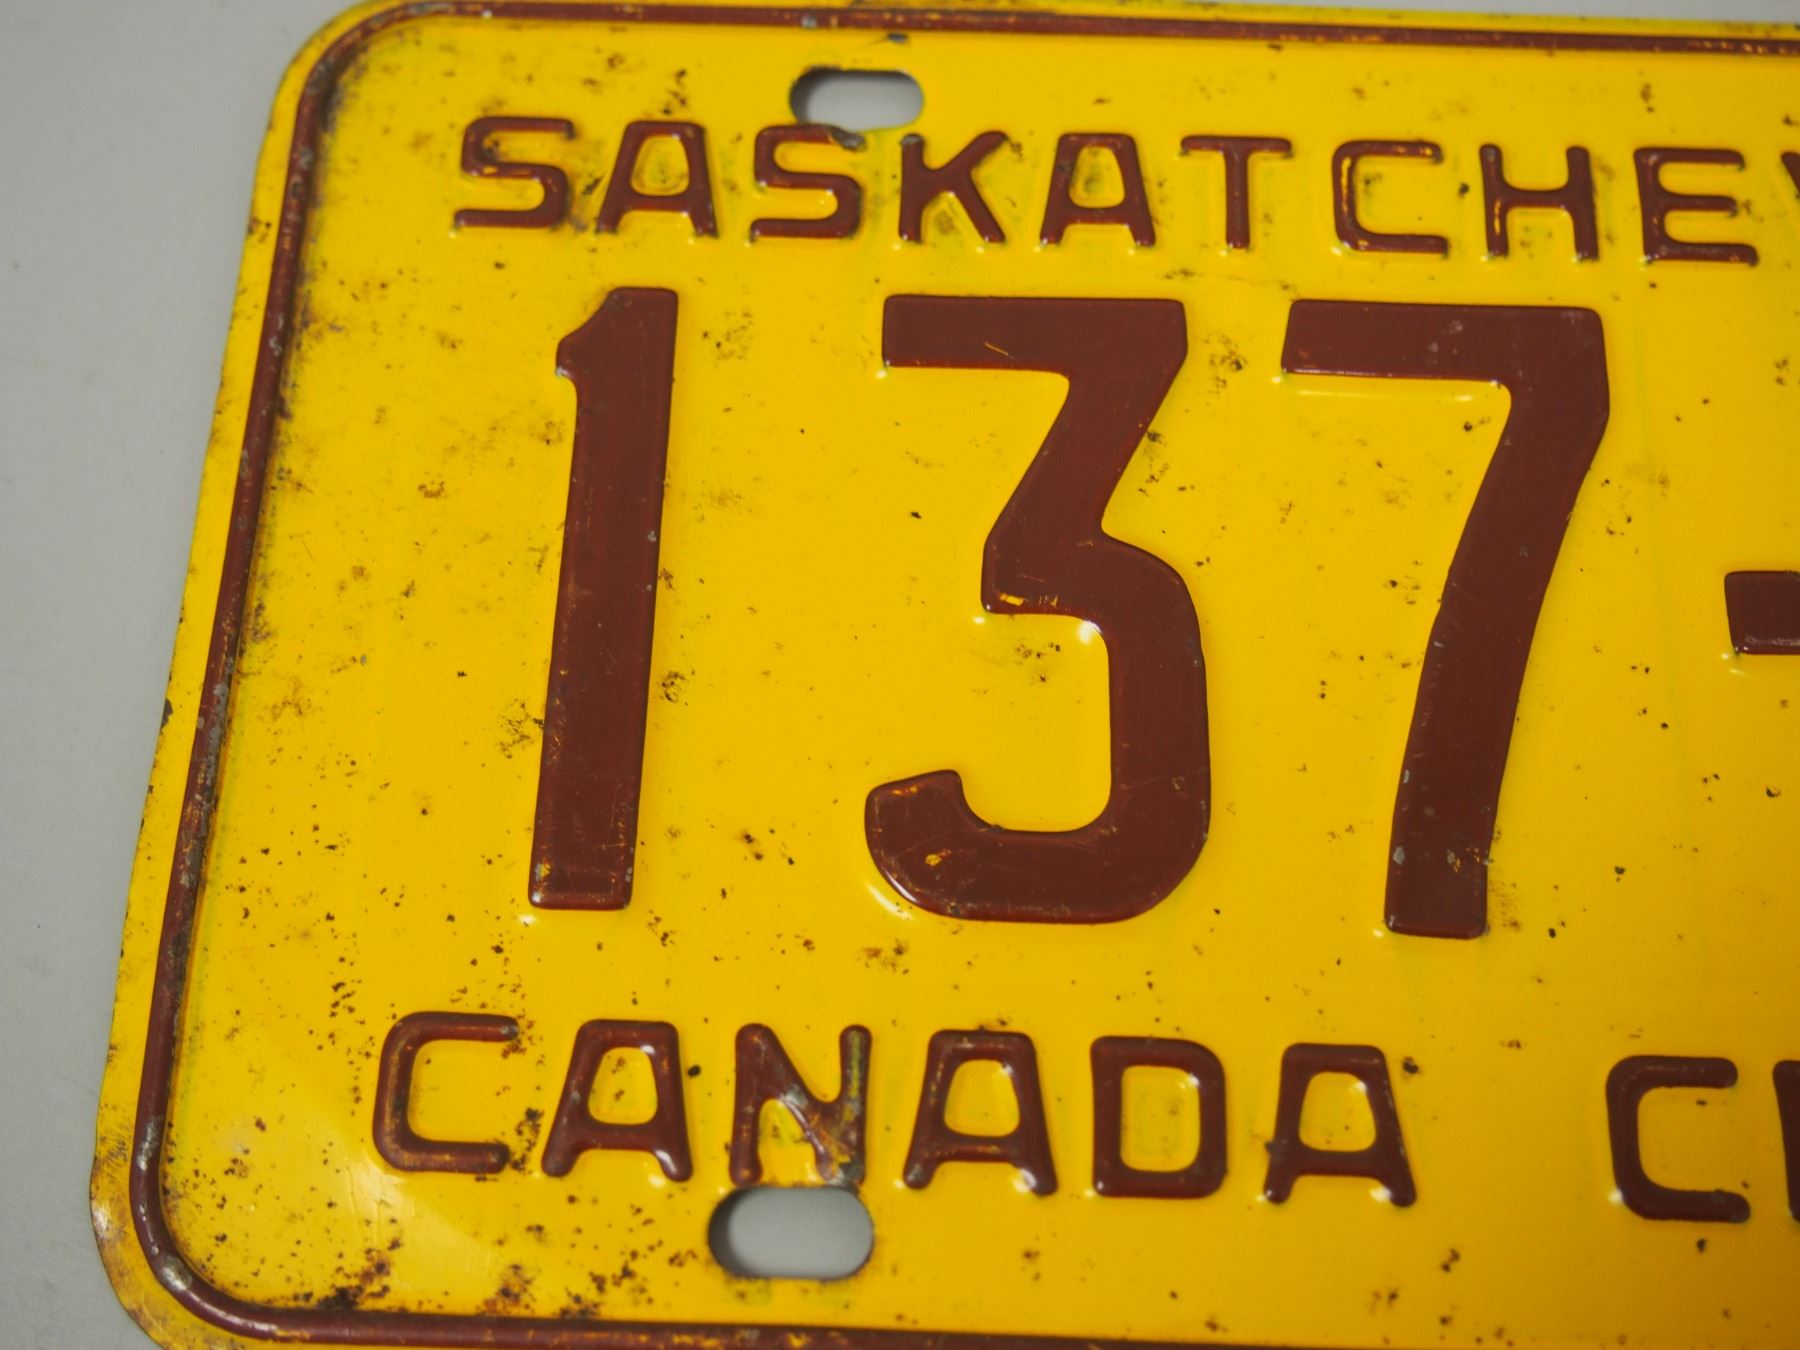 SASKATCHEW
137-
CANADA C